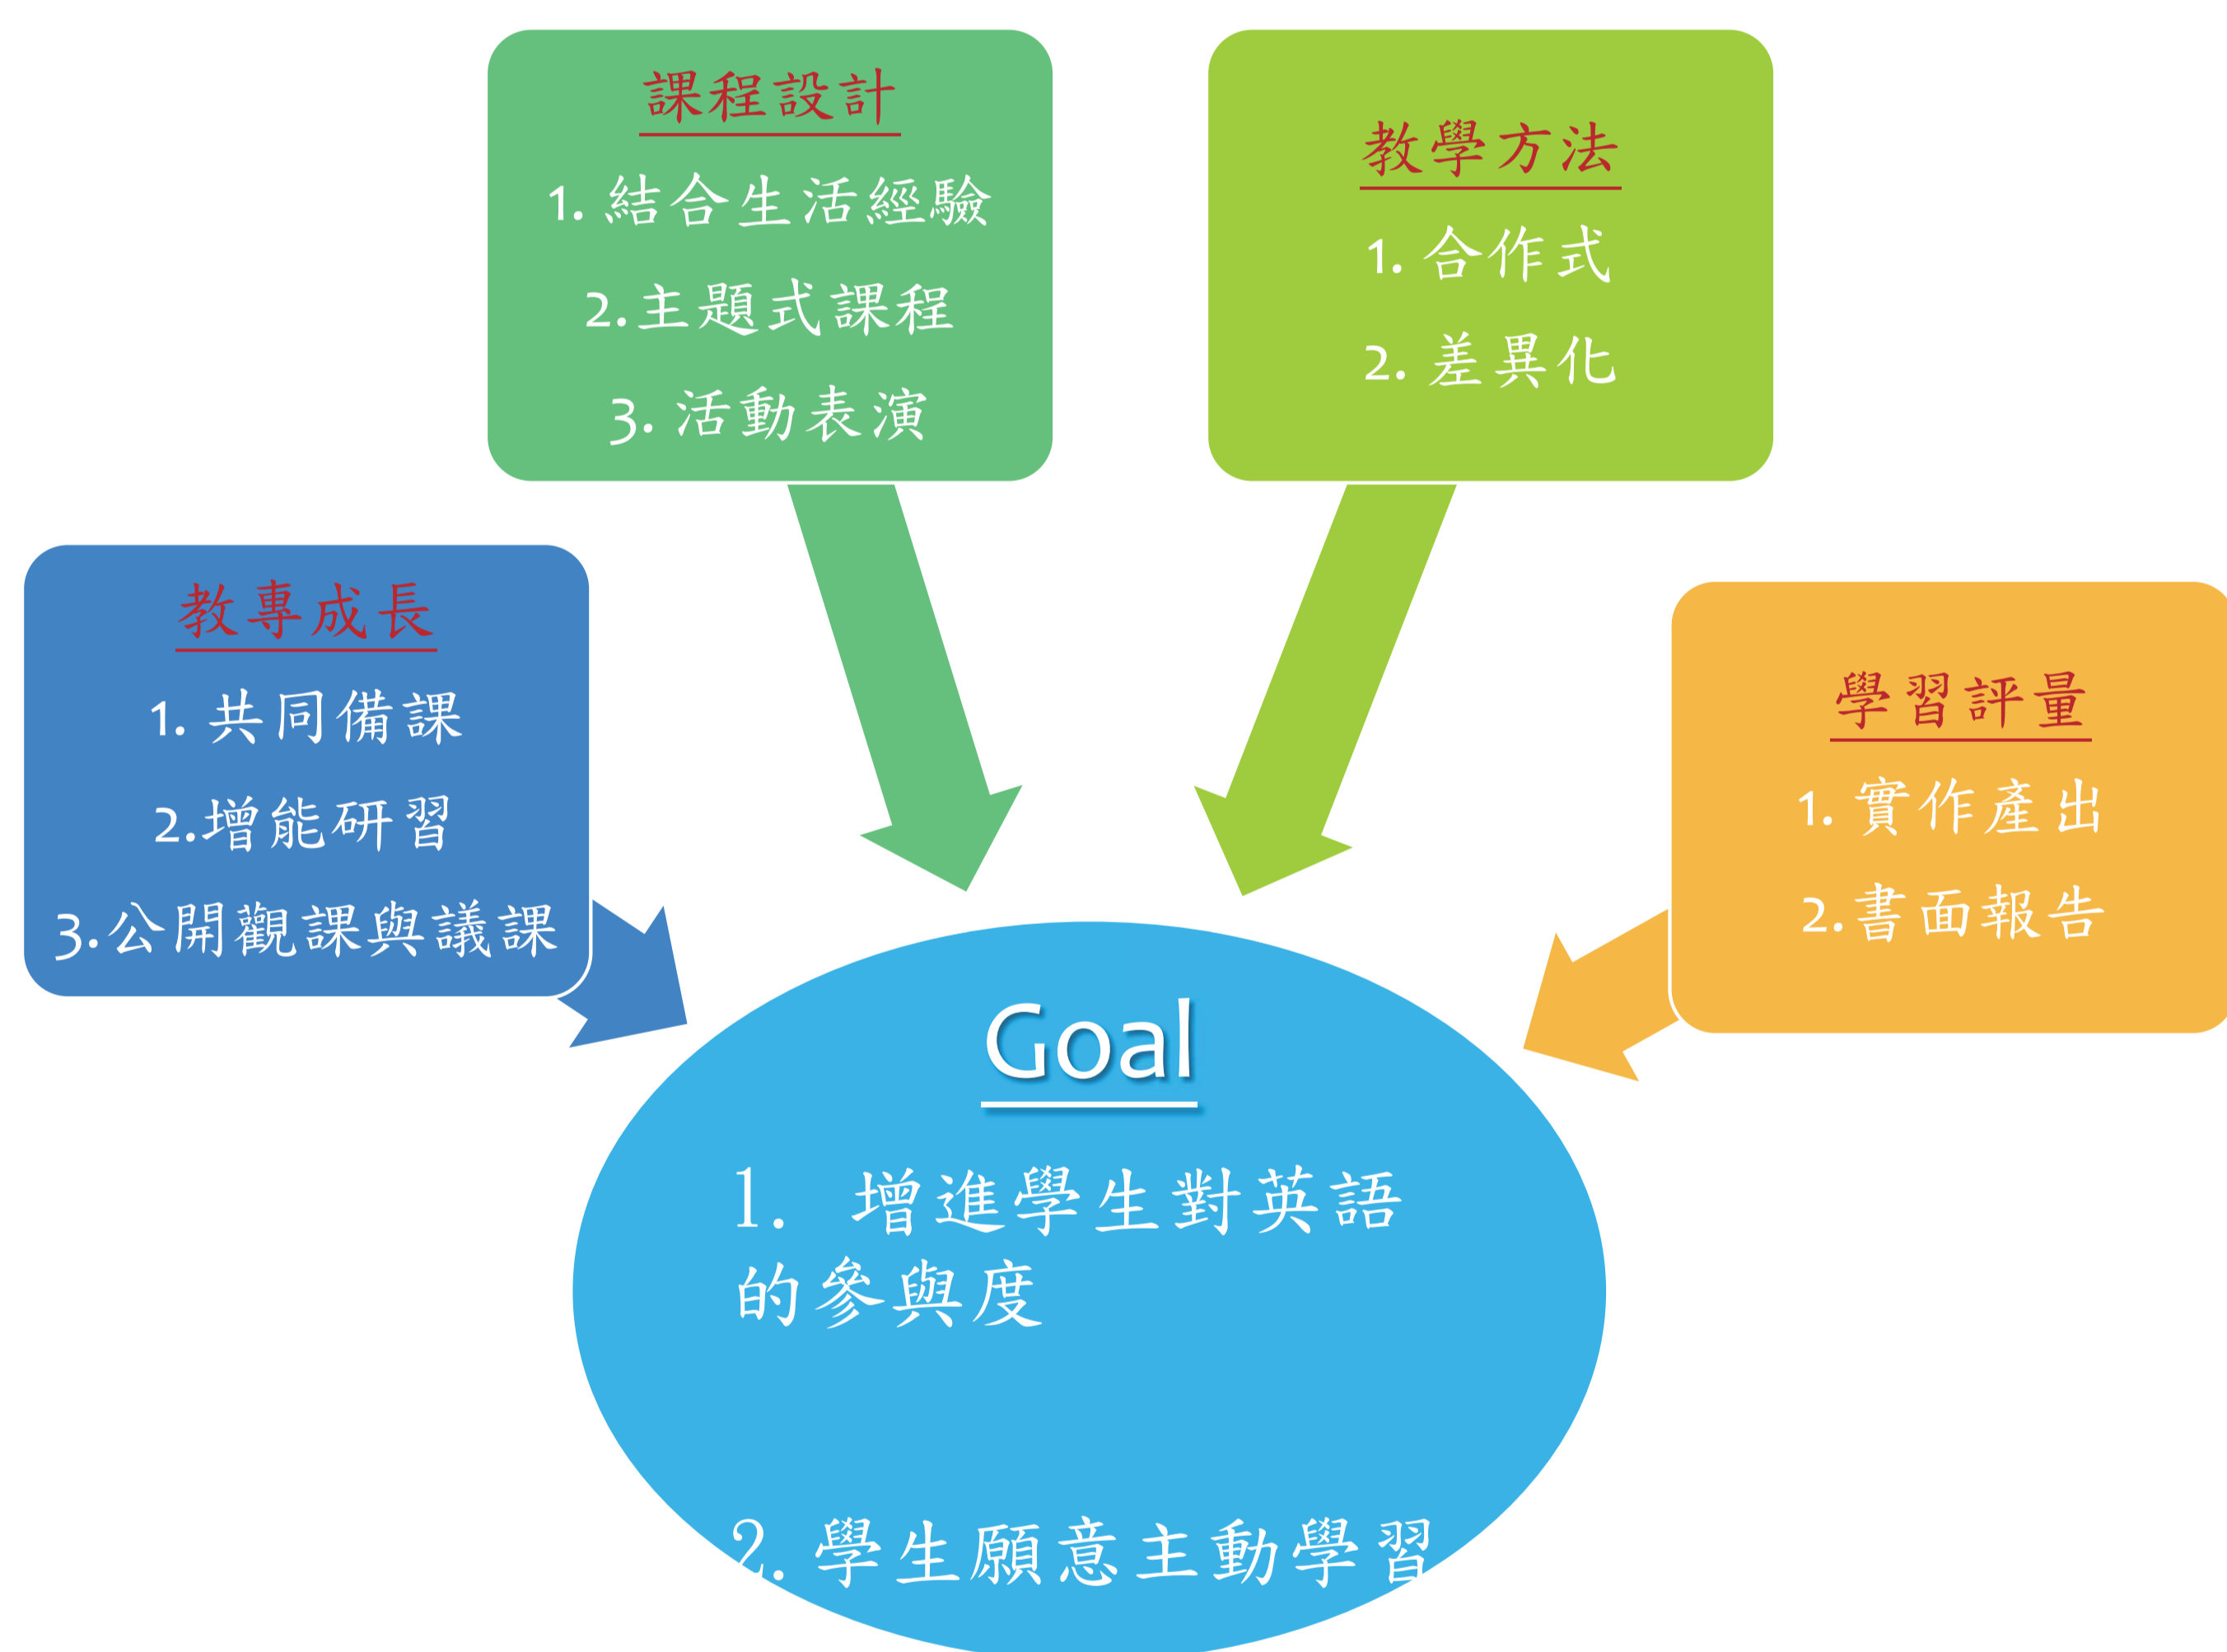 課程設計
1. 結合生活經驗
2.主題式課程
3. 活動表演
教學方法
1. 合作式
2. 差異化
教專成長
1. 共同備課
2.增能研習
3.公開觀課與議課
學習評量
1. 實作產出
2. 書面報告
Goal
1. 增進學生對英語
的參與度
2. 學生願意主動學習